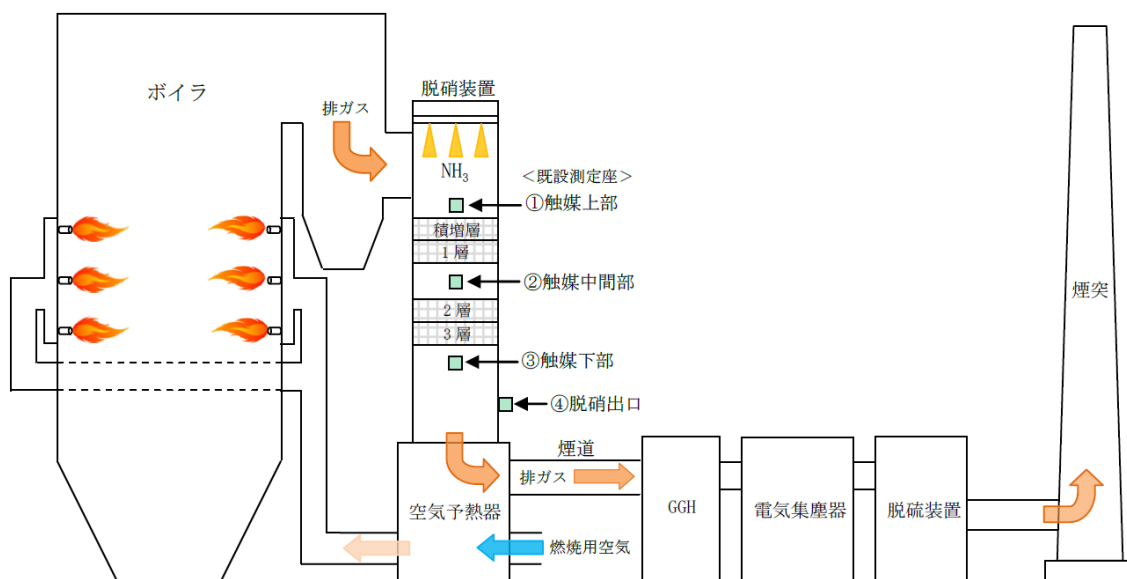 脱硝装置
ボイラ
排ガス
NH₃
<既設測定座>
①触媒上部
積増層
1層
②触媒中間部
2層
3層
③触媒下部
④脱硝出口
煙突
煙道
排ガス
空気予熱器
GGH
電気集塵器
脱硫装置
燃焼用空気